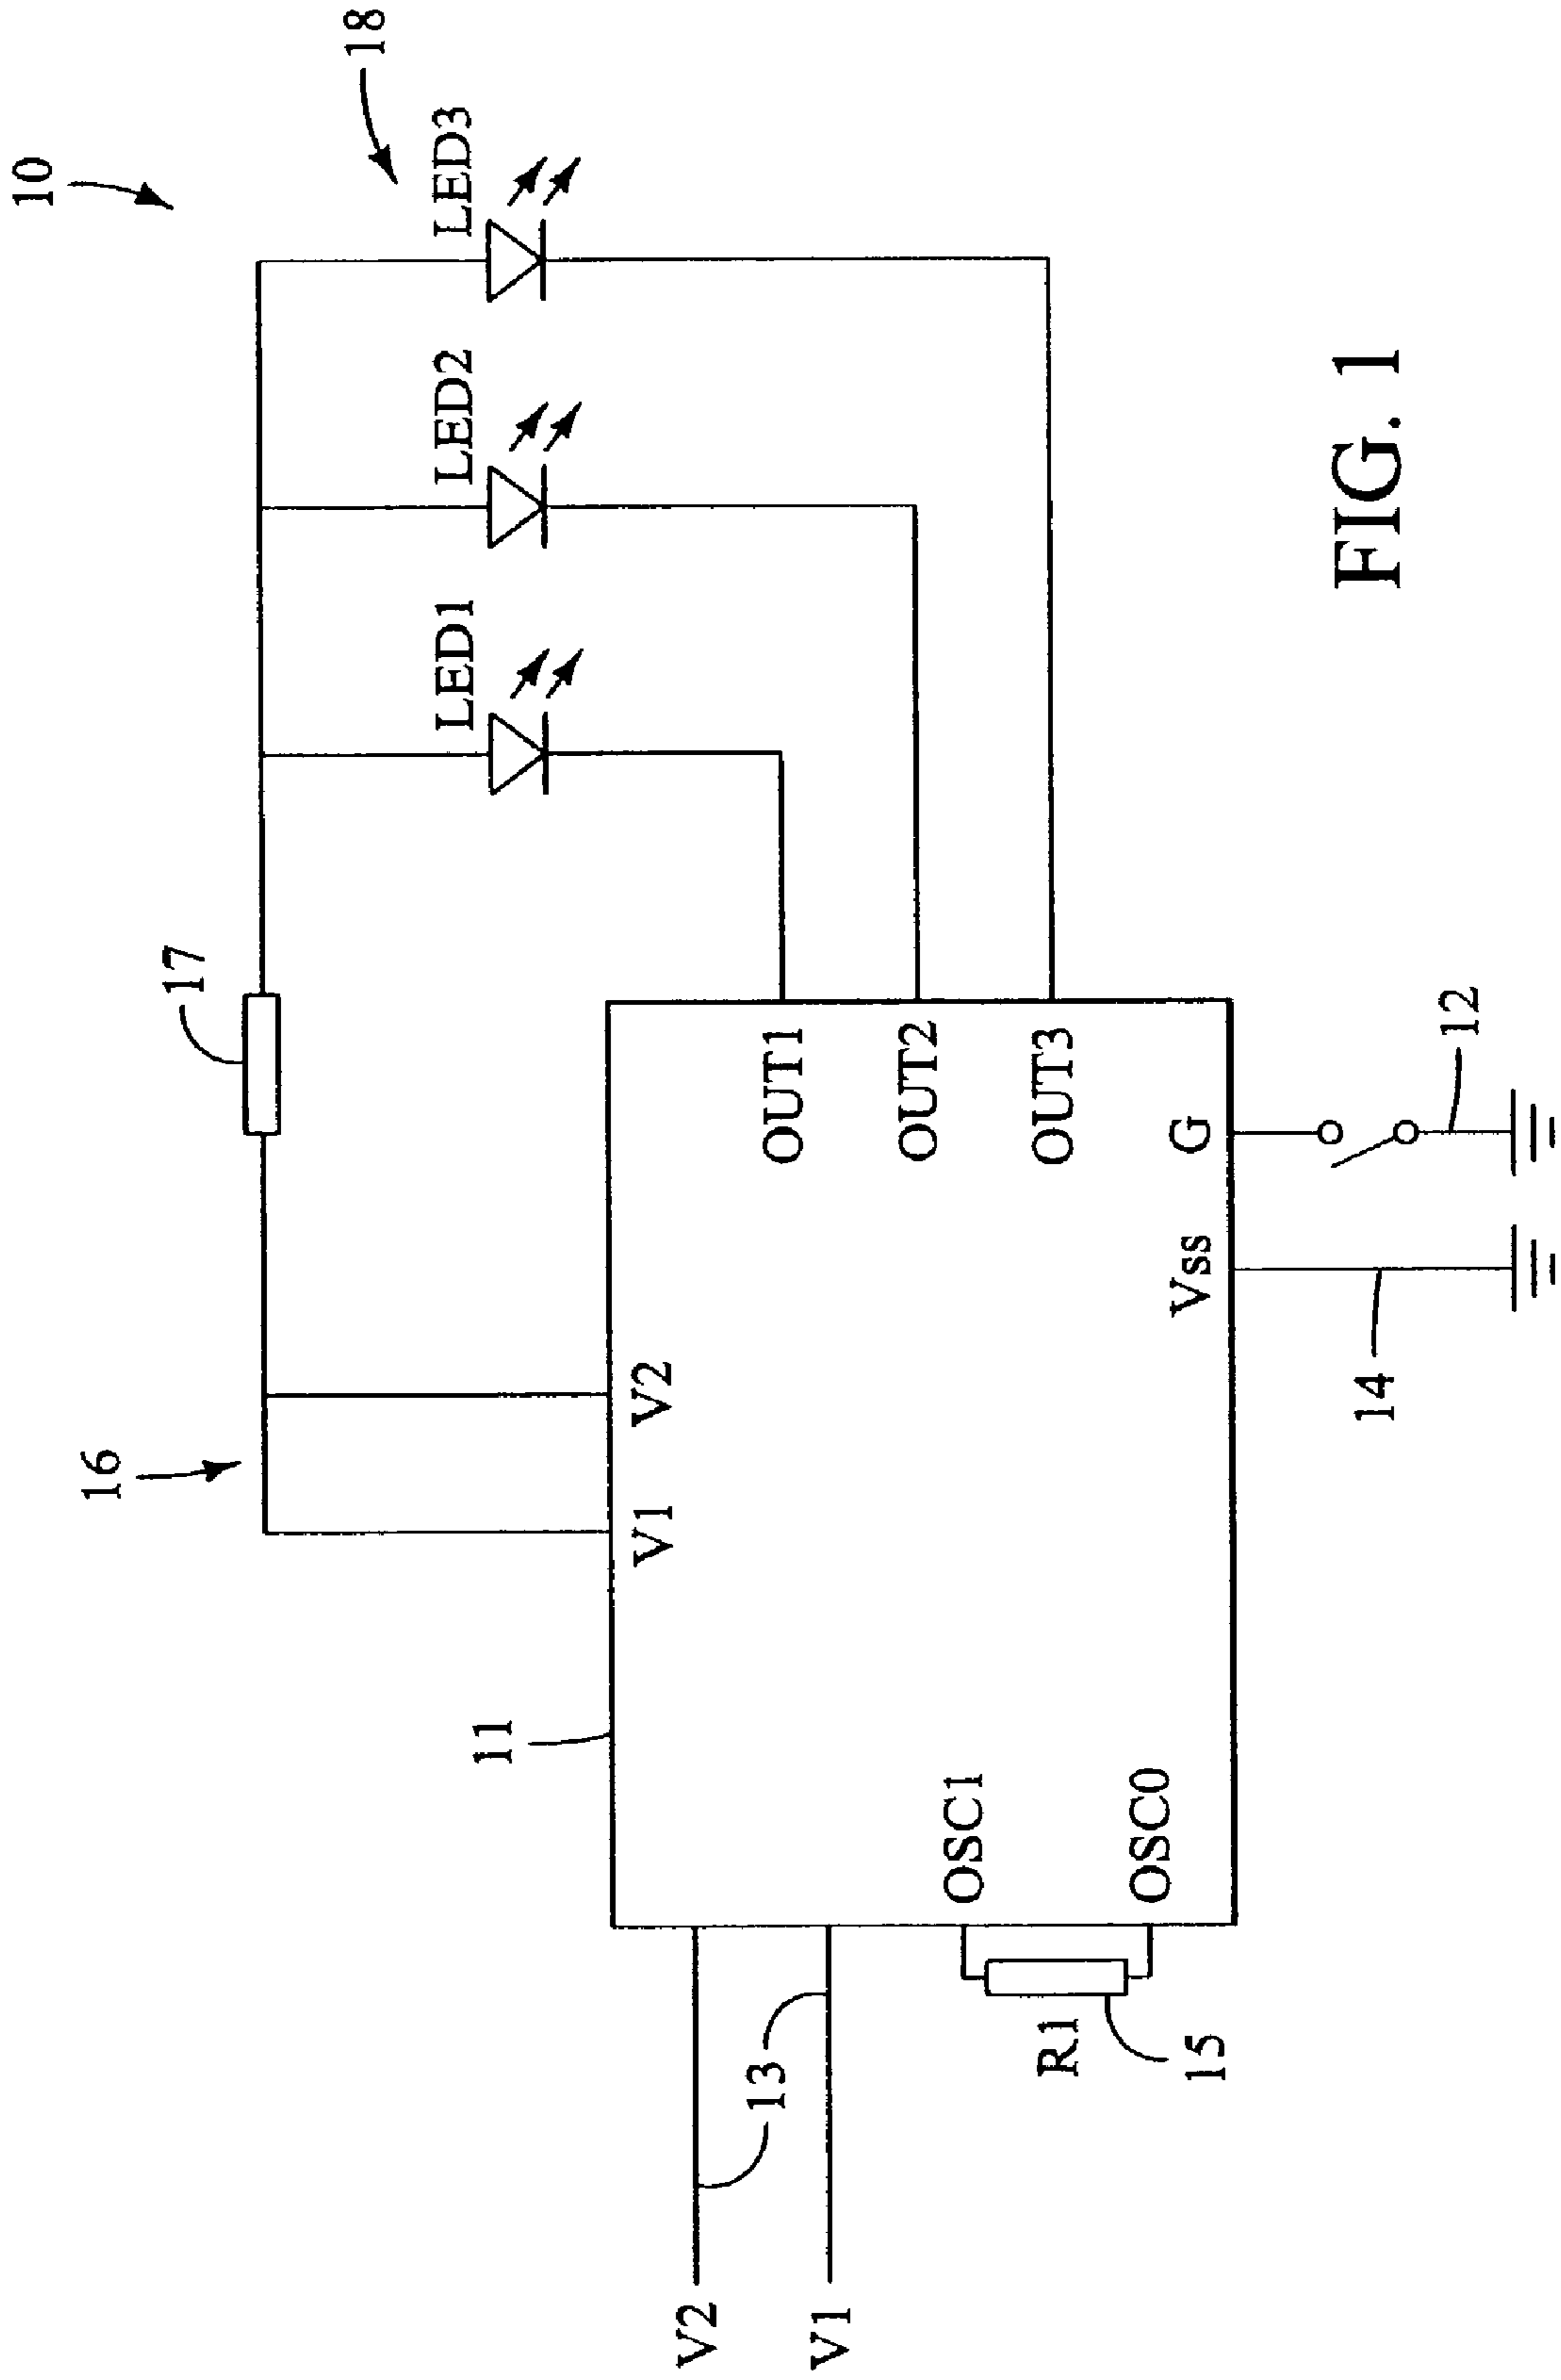 10
18
17
16
LED1
LED2
LED3
11
V1
V2
V2
V1
13
OUT1
OUT2
OUT3
OSC1
OSC0
R1
15
Vss
G
14
12
FIG. 1